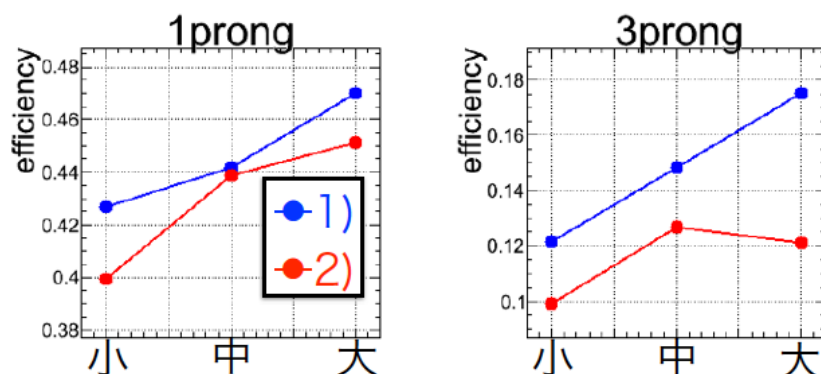 1prong
efficiency
0.48
0.46
0.44
0.42
0.4
0.38
小 中 大
1)
2)
3prong
efficiency
0.18
0.16
0.14
0.12
0.1
小 中 大